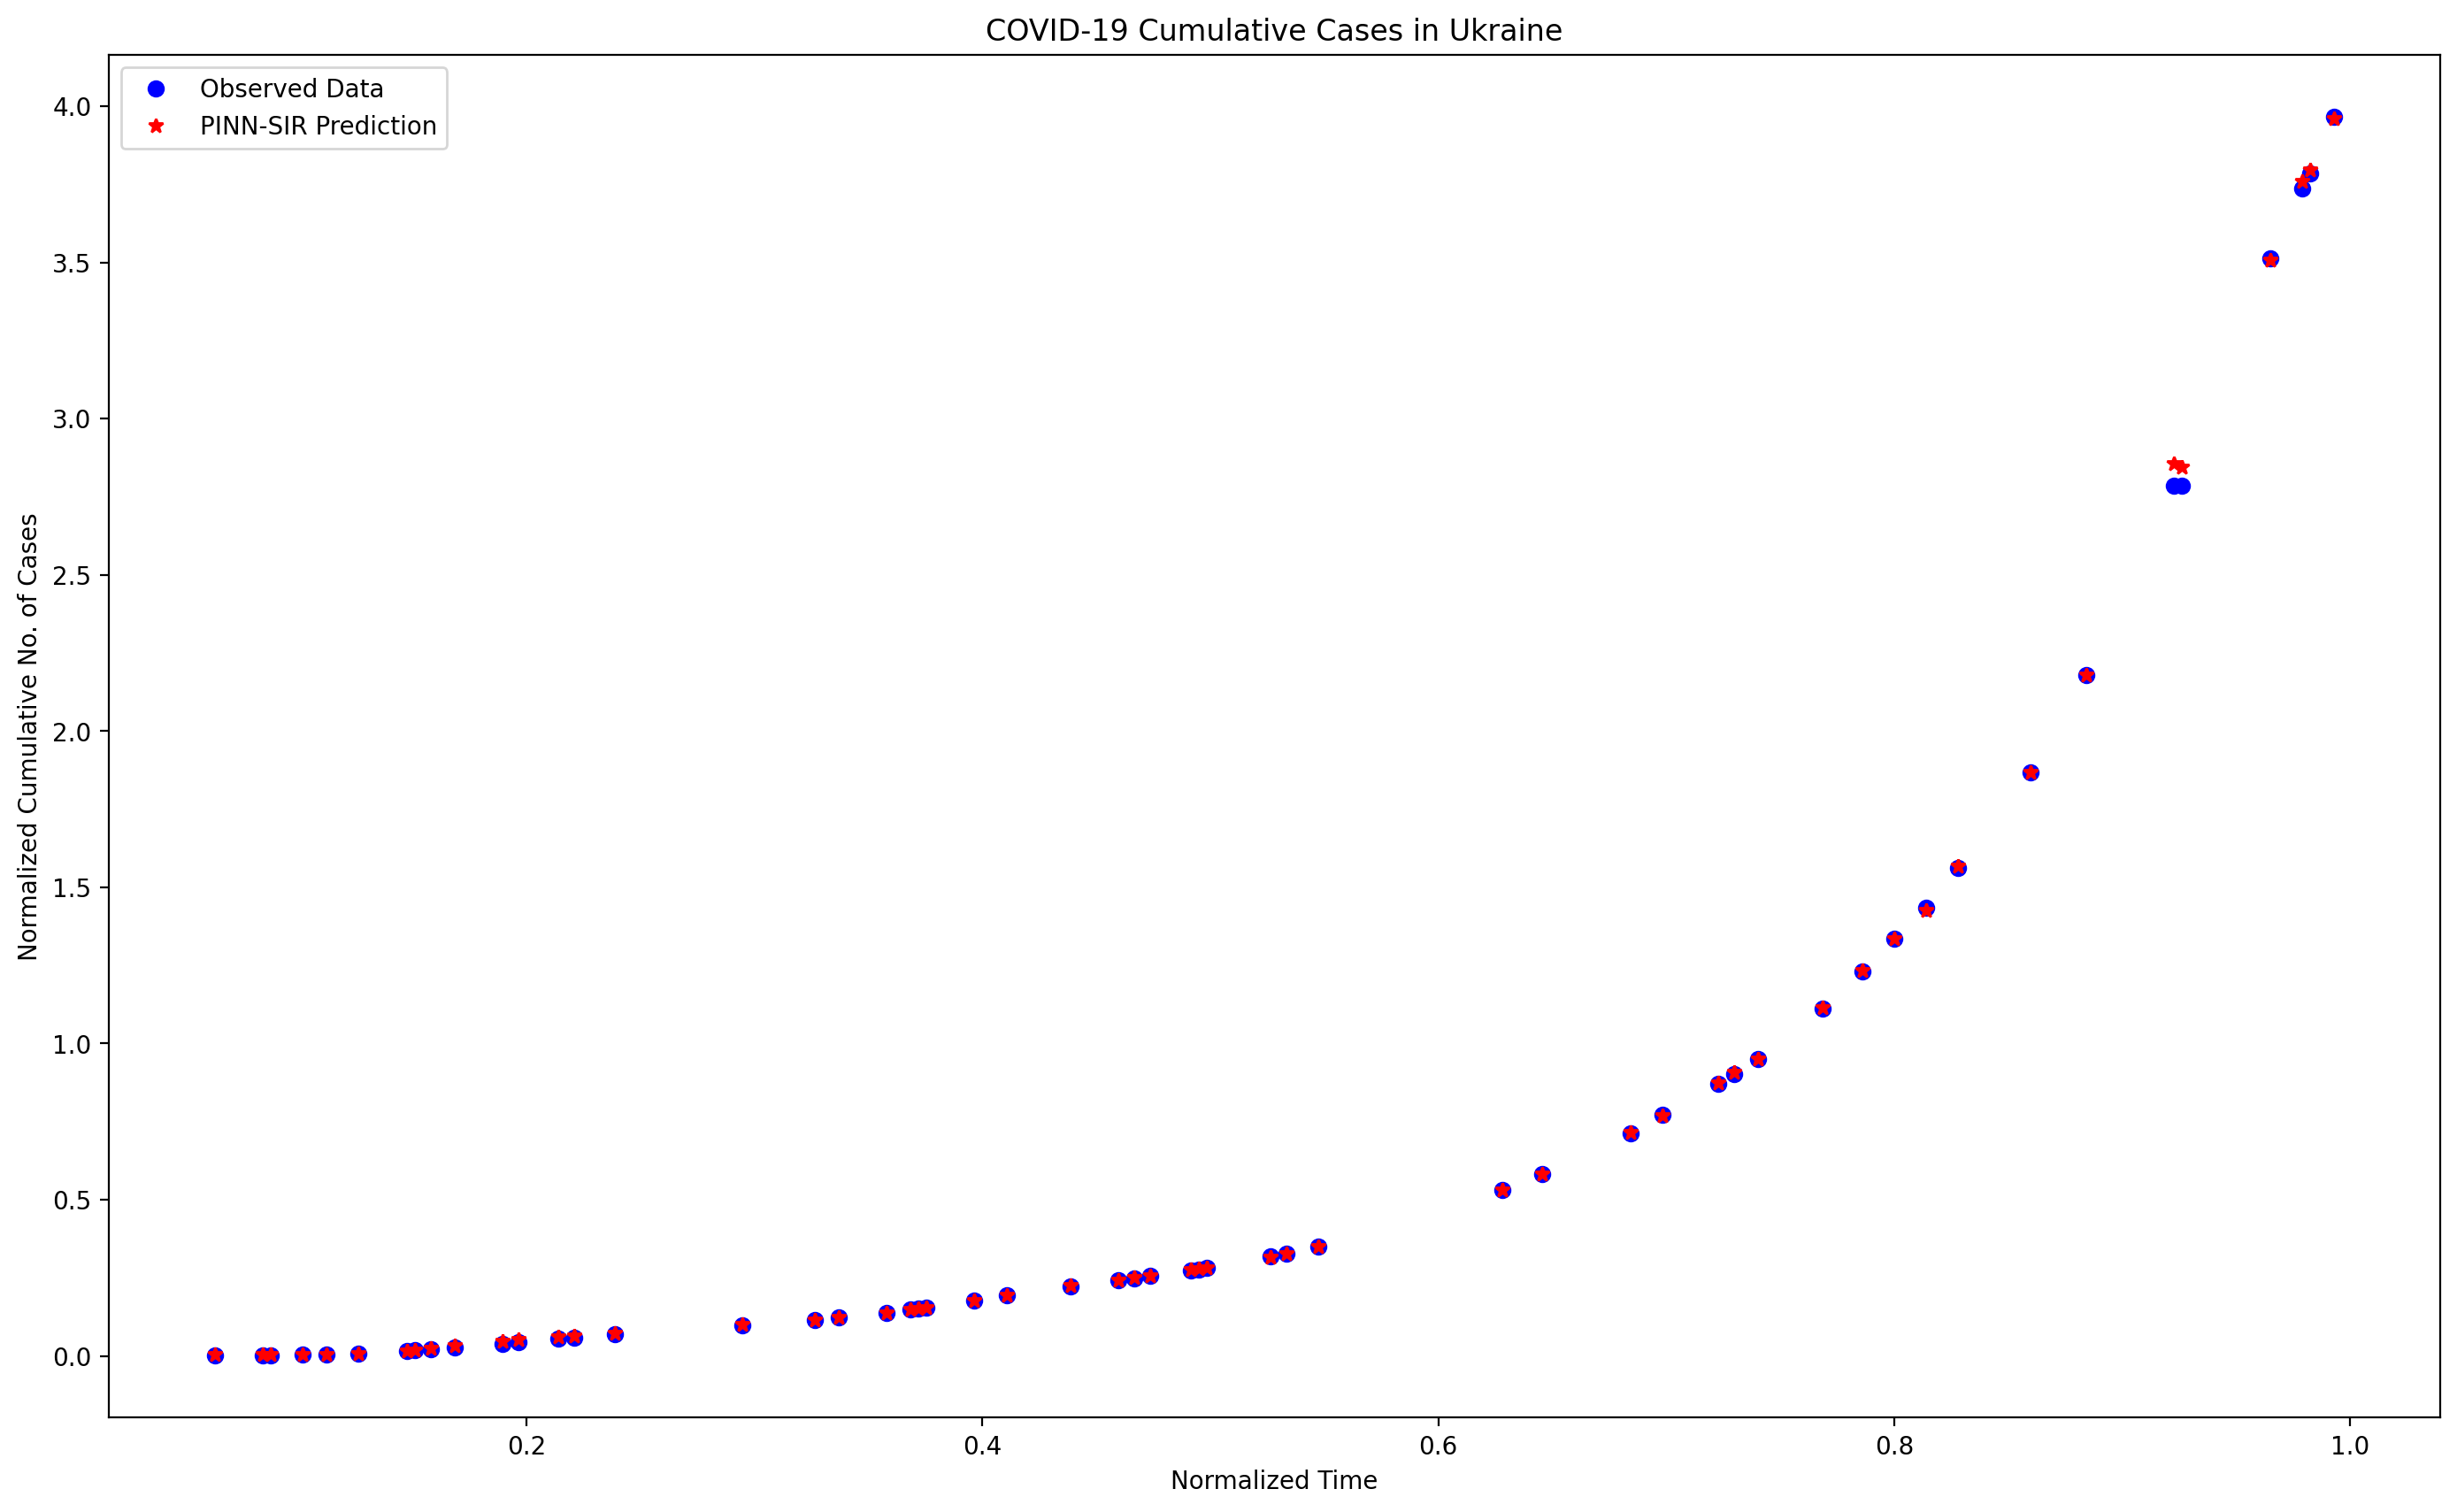 COVID-19 Cumulative Cases in Ukraine
Observed Data
PINN-SIR Prediction
4.0
3.5
3.0
2.5
2.0
1.5
1.0
0.5
0.0
Normalized Cumulative No. of Cases
0.2 0.4 0.6 0.8 1.0
Normalized Time